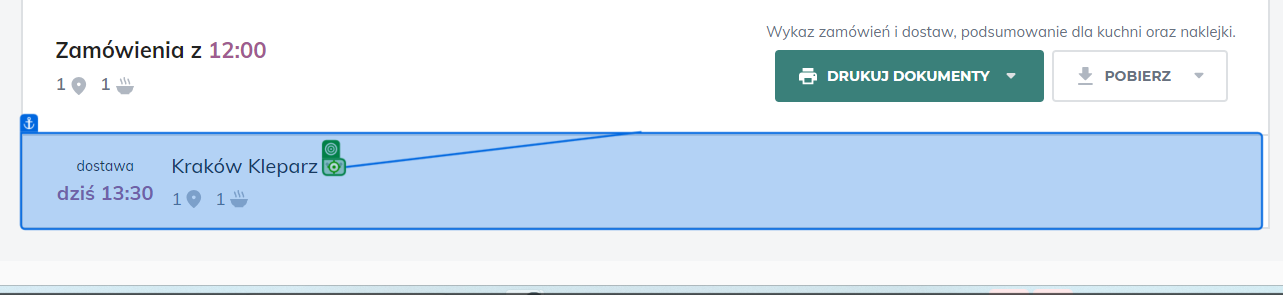 Wykaz zamówień i dostaw, podsumowanie dla kuchni oraz naklejki.
Zamówienia z 12:00
1 1
DRUKUJ DOKUMENTY
POBIERZ
dostawa
dziś 13:30
Kraków Kleparz
1 1